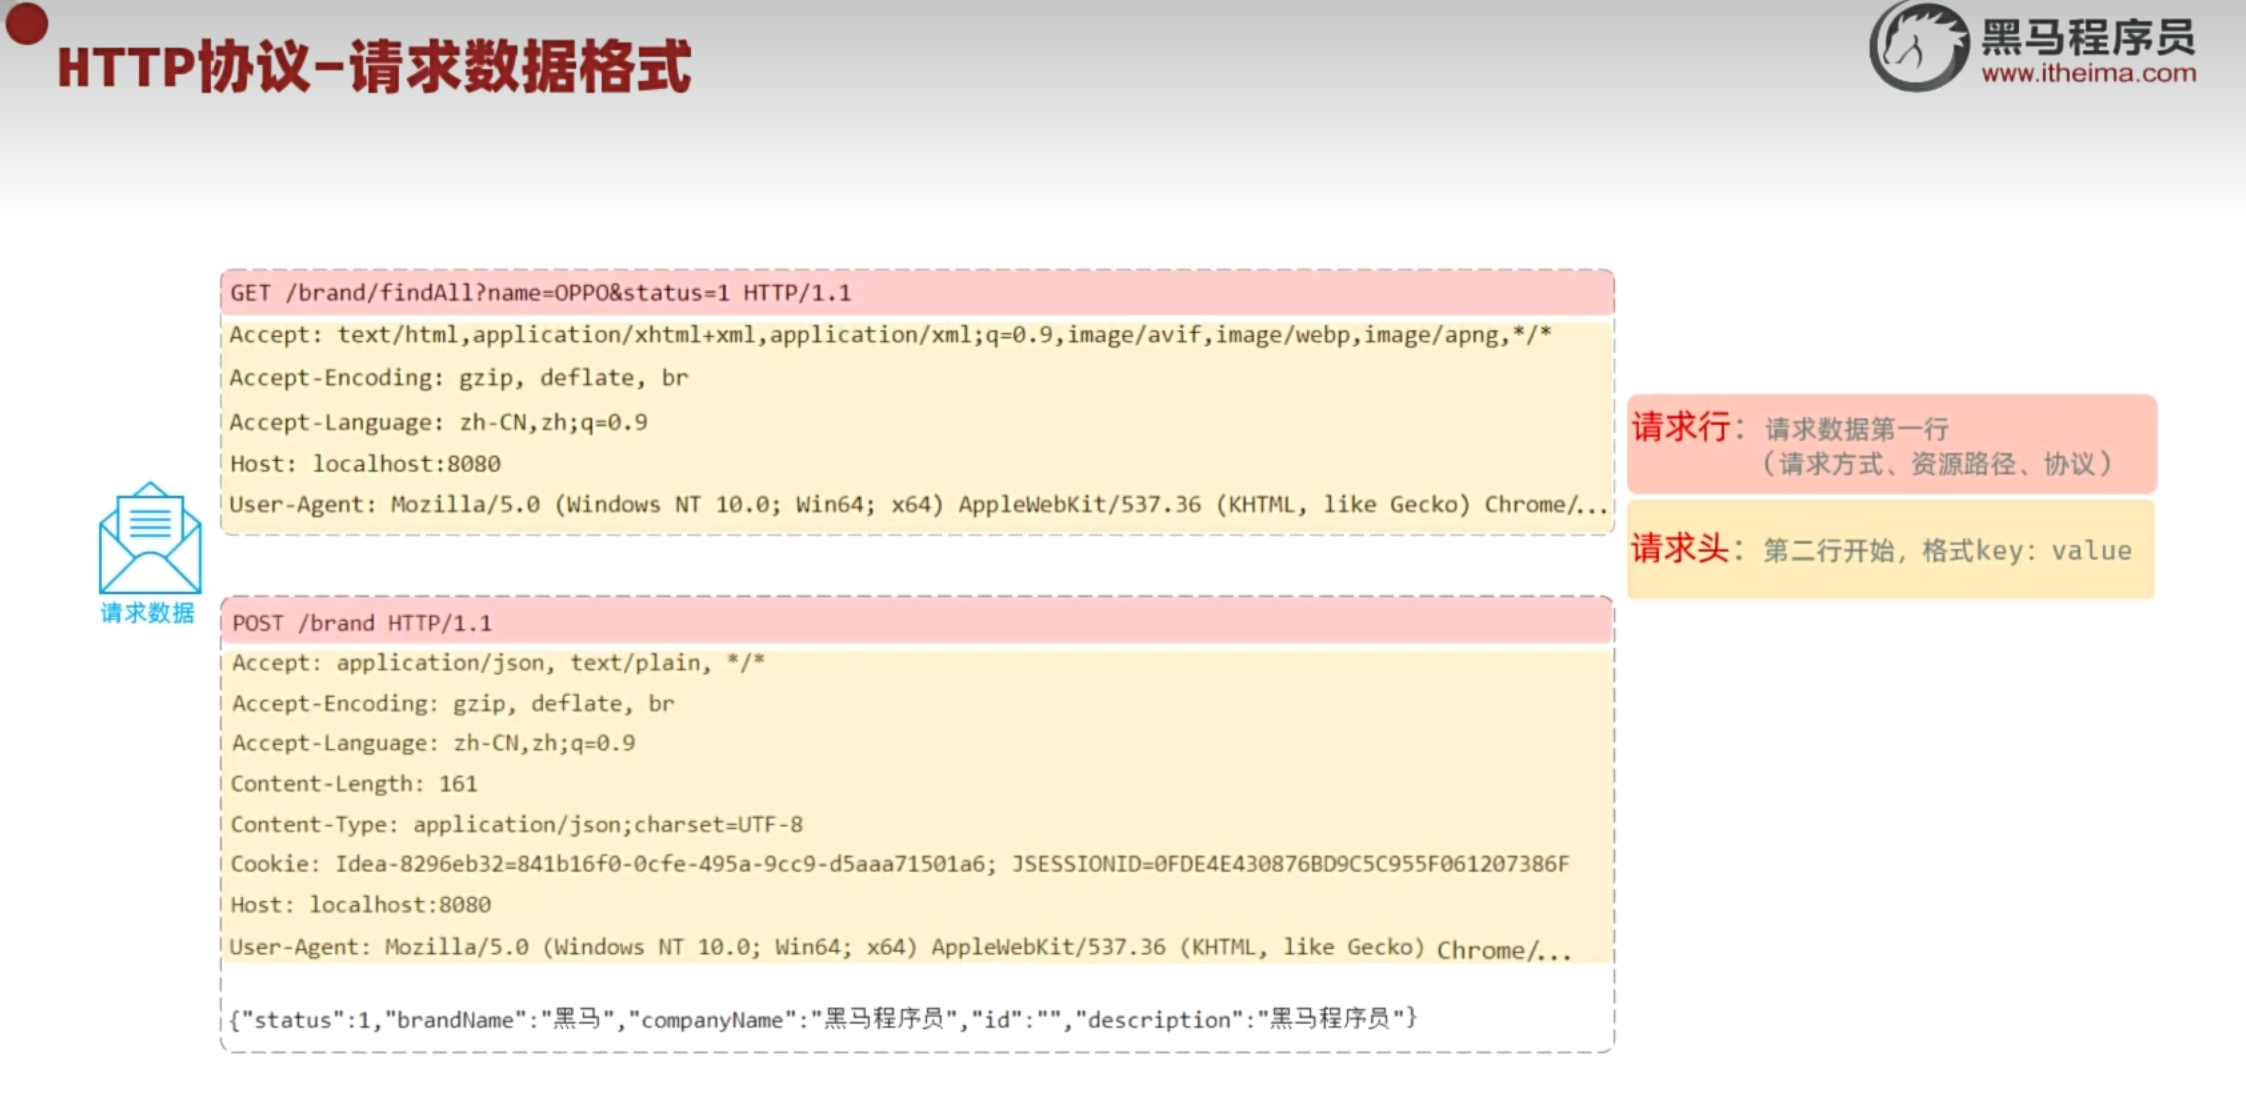 HTTP协议-请求数据格式
黑马程序员
www.itheima.com
GET /brand/findAll?name=OPPO&status=1 HTTP/1.1
Accept: text/html,application/xhtml+xml,application/xml;q=0.9,image/avif,image/webp,image/apng,*/*
Accept-Encoding: gzip, deflate, br
Accept-Language: zh-CN,zh;q=0.9
Host: localhost:8080
User-Agent: Mozilla/5.0 (Windows NT 10.0; Win64; x64) AppleWebKit/537.36 (KHTML, like Gecko) Chrome/...
请求行：请求数据第一行
（请求方式、资源路径、协议）
请求头：第二行开始，格式key：value
请求数据
POST /brand HTTP/1.1
Accept: application/json, text/plain, */*
Accept-Encoding: gzip, deflate, br
Accept-Language: zh-CN,zh;q=0.9
Content-Length: 161
Content-Type: application/json;charset=UTF-8
Cookie: Idea-8296eb32=841b16f0-0cfe-495a-9cc9-d5aaa71501a6; JSESSIONID=0FDE4E430876BD9C5C955F061207386F
Host: localhost:8080
User-Agent: Mozilla/5.0 (Windows NT 10.0; Win64; x64) AppleWebKit/537.36 (KHTML, like Gecko) Chrome/...
{"status":1,"brandName":"黑马","companyName":"黑马程序员","id":"","description":"黑马程序员"}